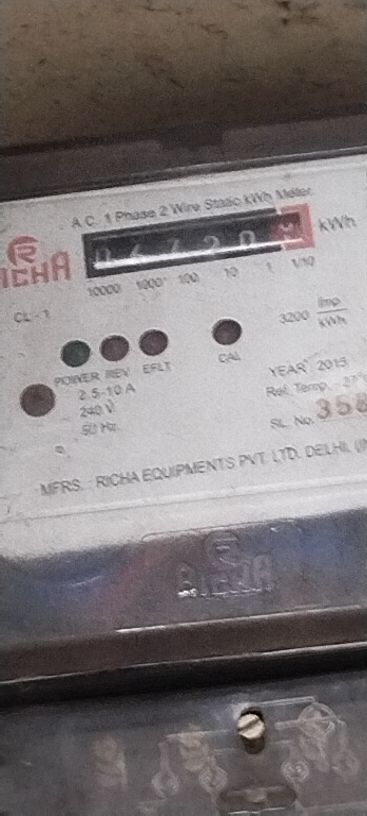 A.C. 1 Phase 2 Wire Static kWh Meter
kWh
RICHA
10000 1000 100 10 1 1/10
CL-1
3200 Imp/kWh
POWER REV EFLT CAL
2.5-10 A
240 V
50 Hz
YEAR 2015
Ref. Temp.
SL. No. 358
MFRS. RICHA EQUIPMENTS PVT. LTD. DELHI
RICHA